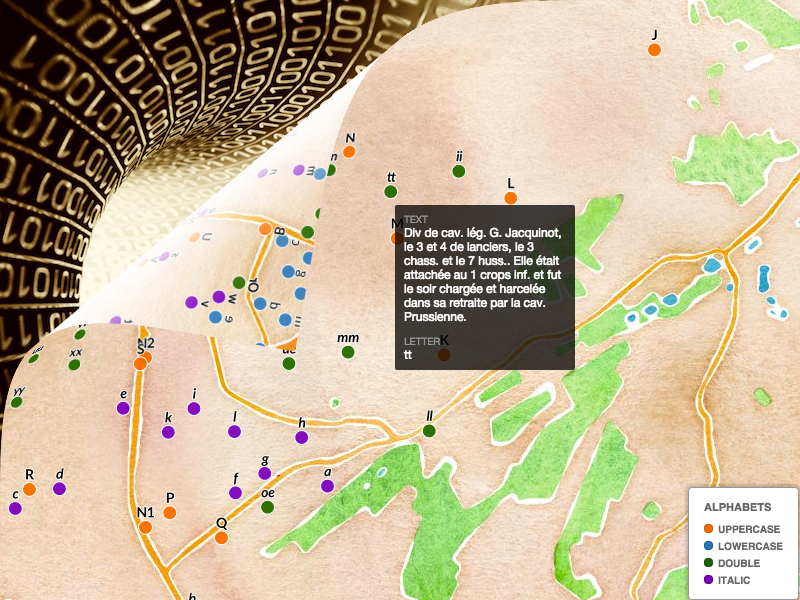 J
N
n
ii
tt
L
M
TEXT
Div de cav. lég. G. Jacquinot,
le 3 et 4 de lanciers, le 3
chass. et le 7 huss.. Elle était
attachée au 1 crops inf. et fut
le soir chargée et harcelée
dans sa retraite par la cav.
Prussienne.
LETTER
tt
K
mm
S
xx
yy
e
i
k
l
h
ll
g
f
a
oe
R
d
c
P
N1
Q
b
ALPHABETS
UPPERCASE
LOWERCASE
DOUBLE
ITALIC